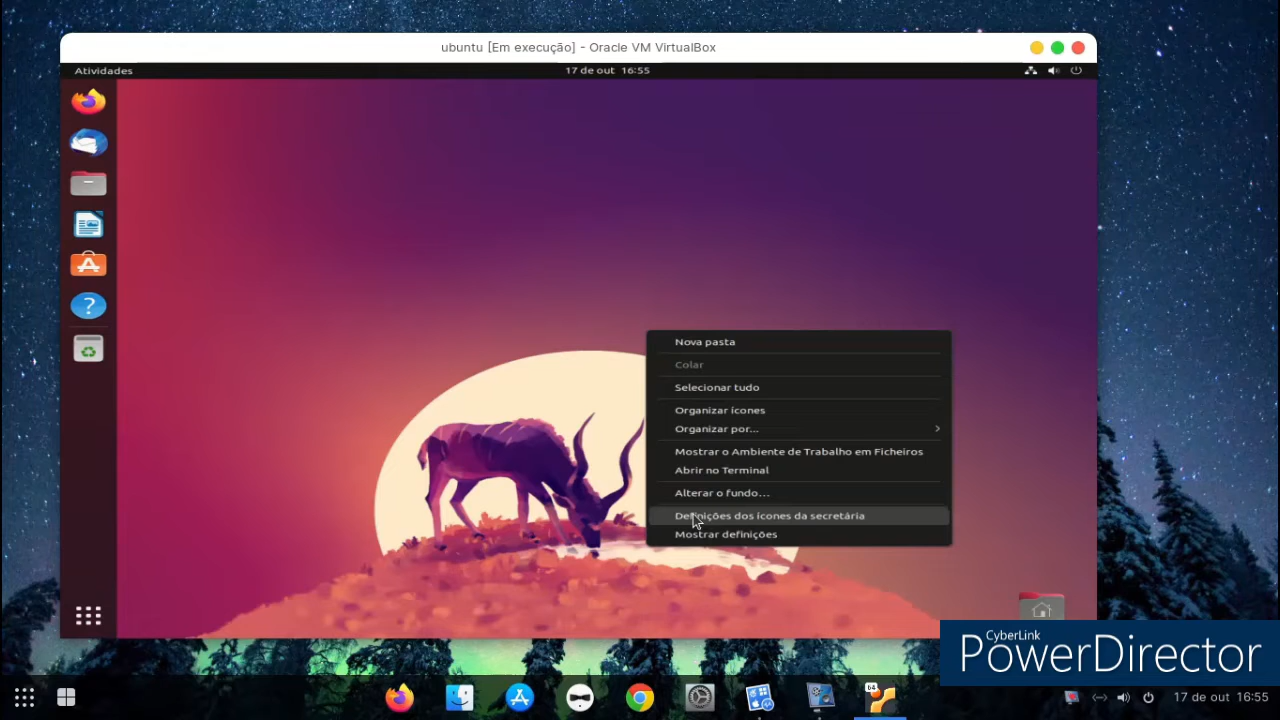 ubuntu [Em execução] - Oracle VM VirtualBox
Atividades
17 de out 16:55
Nova pasta
Colar
Selecionar tudo
Organizar ícones
Organizar por...
Mostrar o Ambiente de Trabalho em Ficheiros
Abrir no Terminal
Alterar o fundo...
Definições dos ícones da secretária
Mostrar definições
CyberLink
PowerDirector
64
17 de out 16:55